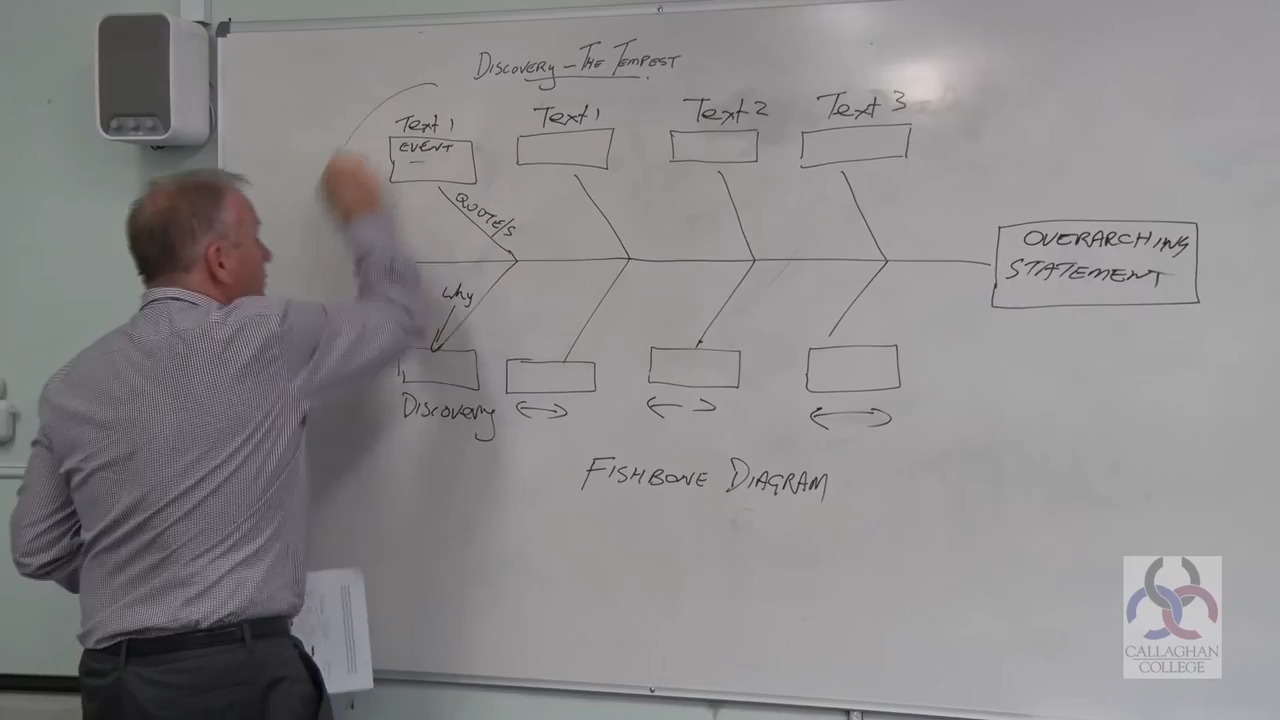 Discovery – The Tempest
Text 1
Text 1
Text 2
Text 3
EVENT
QUOTE/S
OVERARCHING
STATEMENT
Why
Discovery
FISHBONE DIAGRAM
CALLAGHAN
COLLEGE